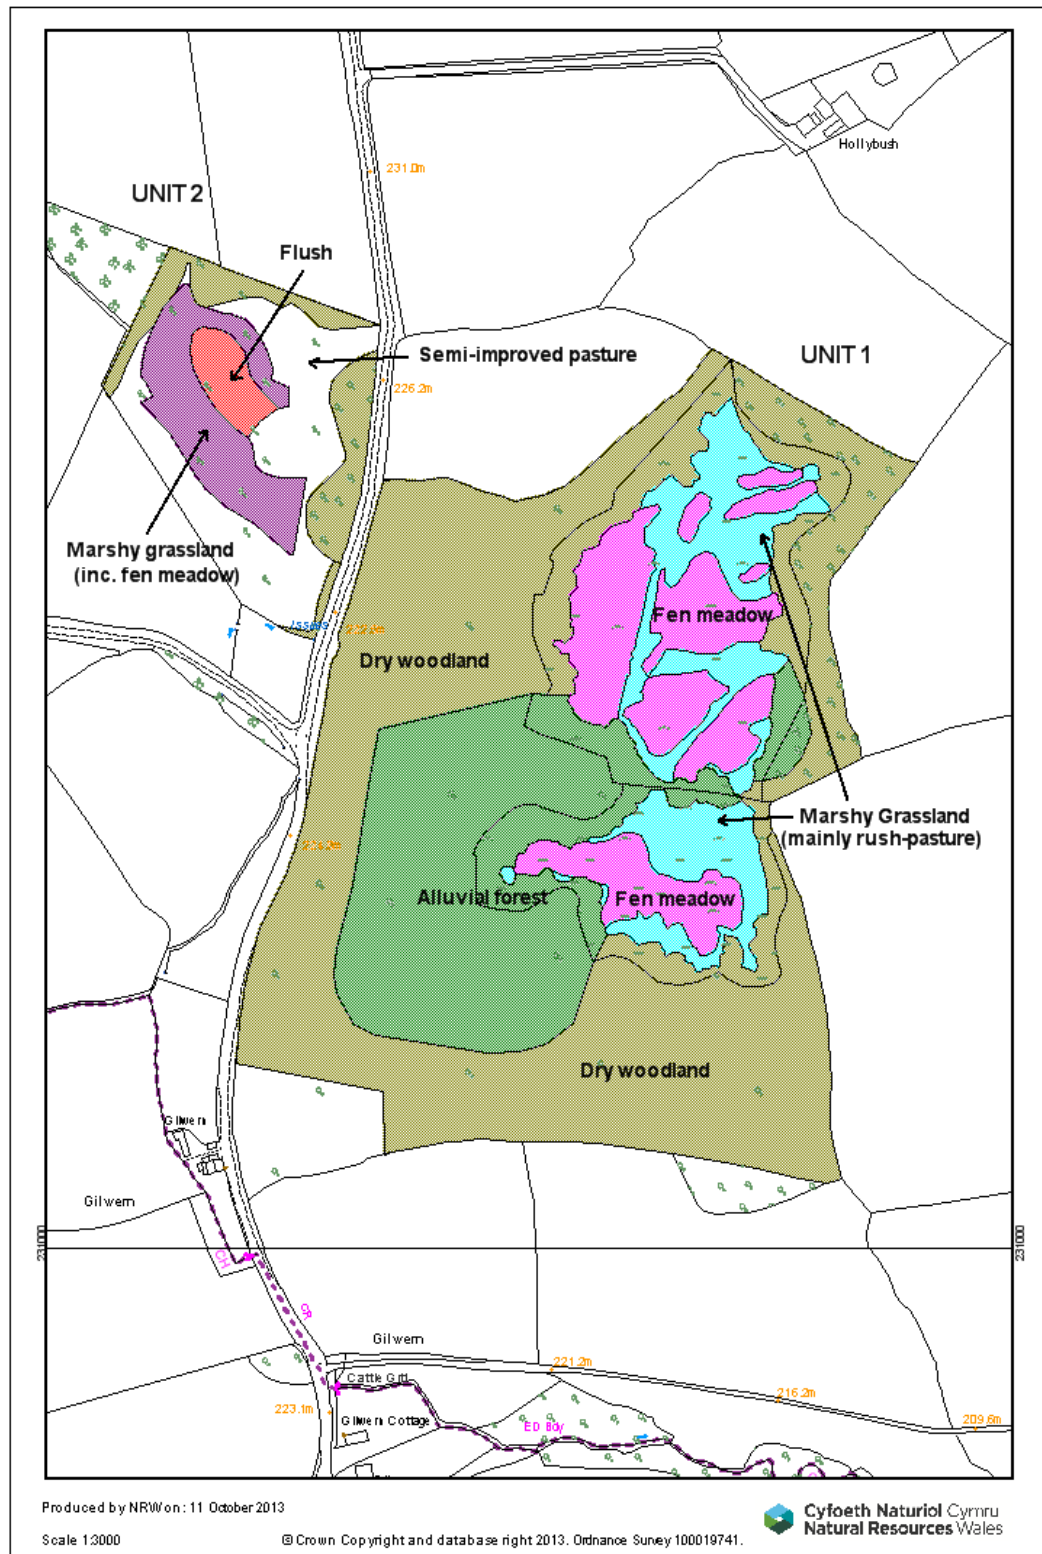 Hollybush
231.0m
UNIT 2
Flush
Semi-improved pasture
UNIT 1
226.2m
Marshy grassland
(inc. fen meadow)
Issues
Fen meadow
Dry woodland
Marshy Grassland
(mainly rush-pasture)
Alluvial forest
Fen meadow
Dry woodland
Gilwern
Gilwern
231000
231000
CH
CR
Gilwern
221.2m
Cattle Grid
216.2m
223.1m
Gilwern Cottage
ED Bdy
209.6m
Produced by NRW on : 11 October 2013
Scale 1:3000
© Crown Copyright and database right 2013. Ordnance Survey 100019741.
Cyfoeth Naturiol Cymru
Natural Resources Wales